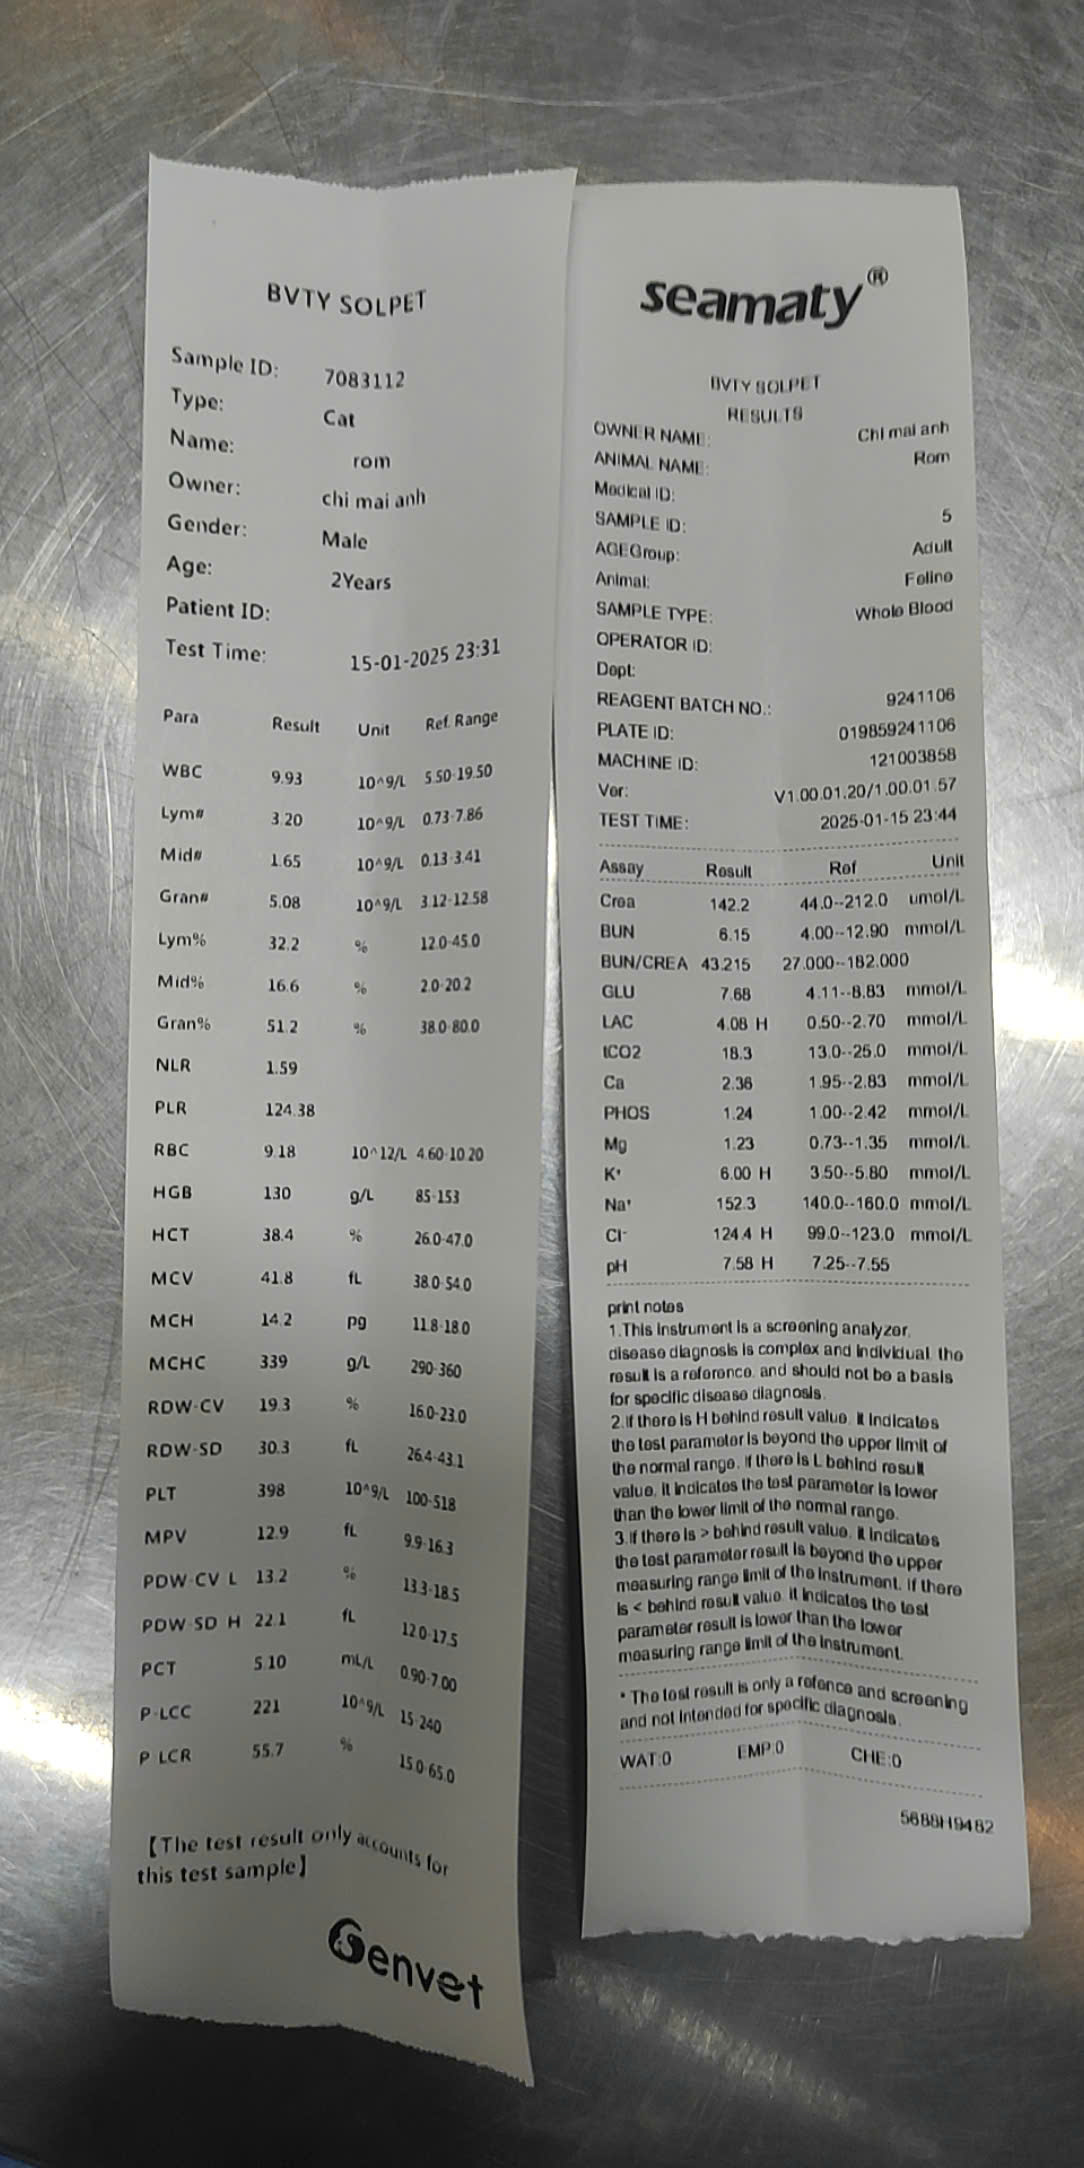 BVTY SOLPET
Sample ID: 7083112
Type: Cat
Name: rom
Owner: chi mai anh
Gender: Male
Age: 2Years
Patient ID:
Test Time: 15-01-2025 23:31
Para Result Unit Ref. Range
WBC 9.93 10^9/L 5.50-19.50
Lym# 3.20 10^9/L 0.73-7.86
Mid# 1.65 10^9/L 0.13-3.41
Gran# 5.08 10^9/L 3.12-12.58
Lym% 32.2 % 12.0-45.0
Mid% 16.6 % 2.0-20.2
Gran% 51.2 % 38.0-80.0
NLR 1.59
PLR 124.38
RBC 9.18 10^12/L 4.60-10.20
HGB 130 g/L 85-153
HCT 38.4 % 26.0-47.0
MCV 41.8 fL 38.0-54.0
MCH 14.2 pg 11.8-18.0
MCHC 339 g/L 290-360
RDW-CV 19.3 % 16.0-23.0
RDW-SD 30.3 fL 26.4-43.1
PLT 398 10^9/L 100-518
MPV 12.9 fL 9.9-16.3
PDW-CV L 13.2 % 13.3-18.5
PDW-SD H 22.1 fL 12.0-17.5
PCT 5.10 mL/L 0.90-7.00
P-LCC 221 10^9/L 15-240
P-LCR 55.7 % 15.0-65.0
【The test result only accounts for
this test sample】
Genvet
seamaty®
BVTY SOLPET
RESULTS
OWNER NAME: Chi mai anh
ANIMAL NAME: Rom
Medical ID:
SAMPLE ID: 5
AGEGroup: Adult
Animal: Feline
SAMPLE TYPE: Whole Blood
OPERATOR ID:
Dept:
REAGENT BATCH NO.: 9241106
PLATE ID: 019859241106
MACHINE ID: 121003858
Ver: V1.00.01.20/1.00.01.57
TEST TIME: 2025-01-15 23:44
Assay Result Ref Unit
Crea 142.2 44.0--212.0 umol/L
BUN 6.15 4.00--12.90 mmol/L
BUN/CREA 43.215 27.000--182.000
GLU 7.68 4.11--8.83 mmol/L
LAC 4.08 H 0.50--2.70 mmol/L
tCO2 18.3 13.0--25.0 mmol/L
Ca 2.36 1.95--2.83 mmol/L
PHOS 1.24 1.00--2.42 mmol/L
Mg 1.23 0.73--1.35 mmol/L
K⁺ 6.00 H 3.50--5.80 mmol/L
Na⁺ 152.3 140.0--160.0 mmol/L
Cl⁻ 124.4 H 99.0--123.0 mmol/L
pH 7.58 H 7.25--7.55
print notes
1.This instrument is a screening analyzer,
disease diagnosis is complex and individual, the
result is a reference, and should not be a basis
for specific disease diagnosis.
2.If there is H behind result value, it indicates
the test parameter is beyond the upper limit of
the normal range. If there is L behind result
value, it indicates the test parameter is lower
than the lower limit of the normal range.
3.If there is > behind result value, it indicates
the test parameter result is beyond the upper
measuring range limit of the instrument. If there
is < behind result value, it indicates the test
parameter result is lower than the lower
measuring range limit of the instrument.
* The test result is only a refence and screening
and not intended for specific diagnosis.
WAT:0 EMP:0 CHE:0
5688H9482